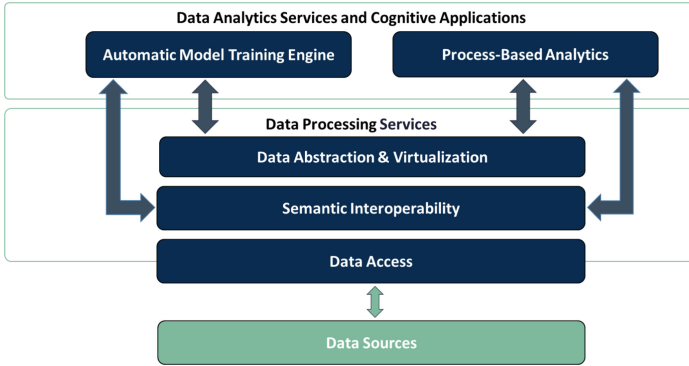 Data Analytics Services and Cognitive Applications
Automatic Model Training Engine
Process-Based Analytics
Data Processing Services
Data Abstraction & Virtualization
Semantic Interoperability
Data Access
Data Sources